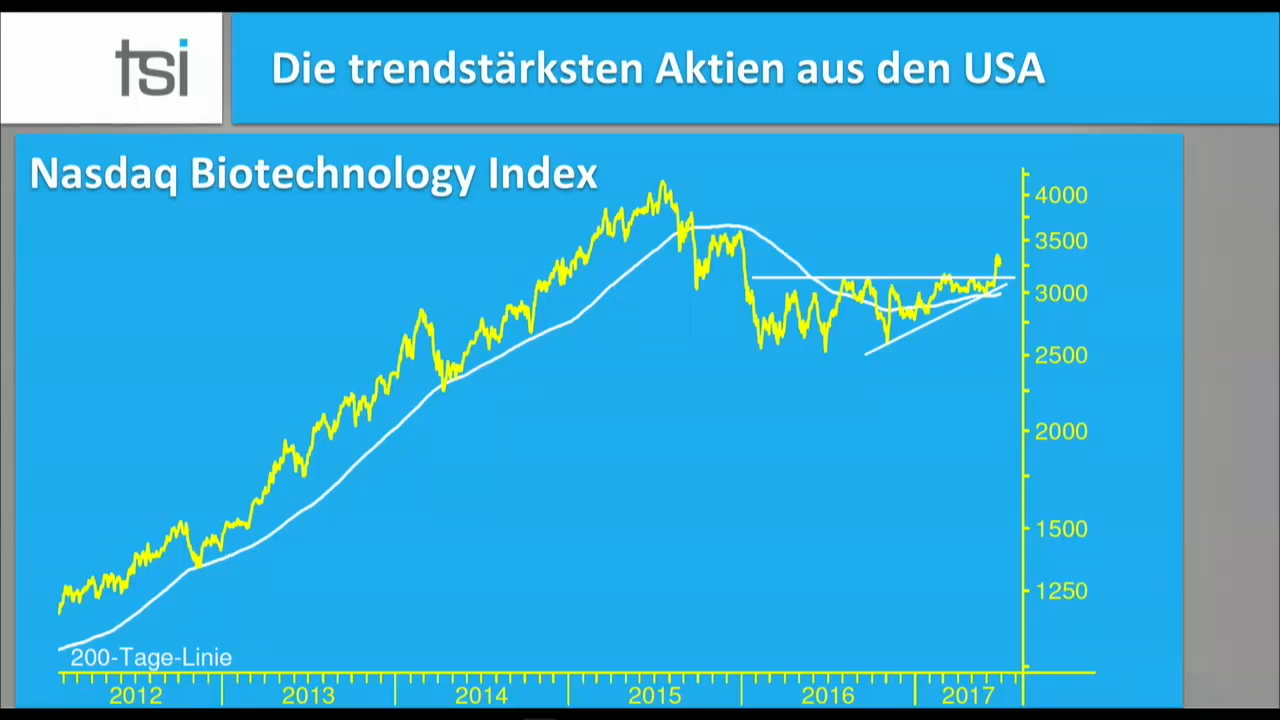 tsi
Die trendstärksten Aktien aus den USA
Nasdaq Biotechnology Index
4000
3500
3000
2500
2000
1500
1250
200-Tage-Linie
2012 2013 2014 2015 2016 2017